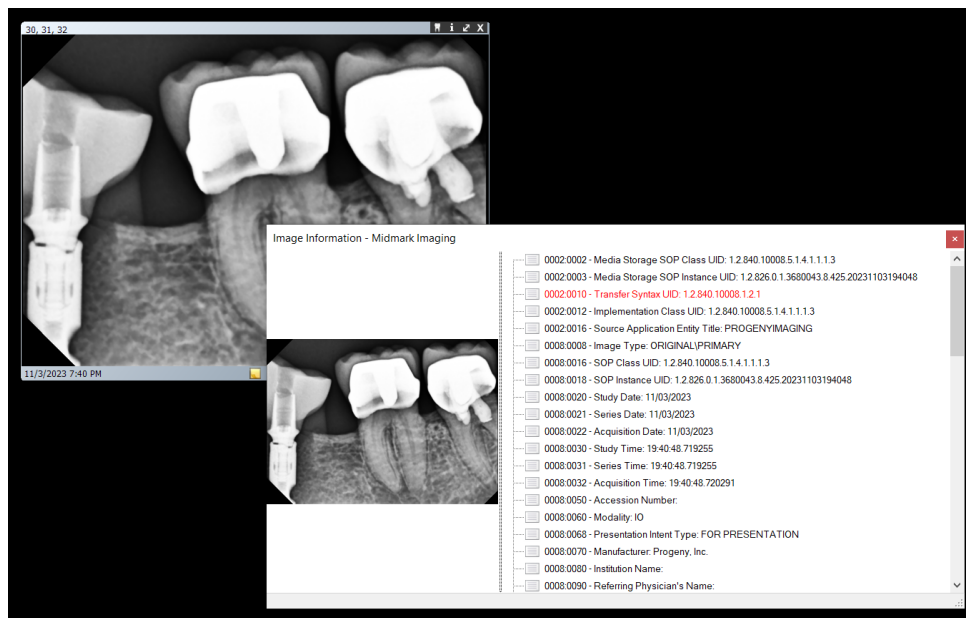 30, 31, 32
i X
11/3/2023 7:40 PM
Image Information - Midmark Imaging
×
0002:0002 - Media Storage SOP Class UID: 1.2.840.10008.5.1.4.1.1.1.3
0002:0003 - Media Storage SOP Instance UID: 1.2.826.0.1.3680043.8.425.20231103194048
0002:0010 - Transfer Syntax UID: 1.2.840.10008.1.2.1
0002:0012 - Implementation Class UID: 1.2.840.10008.5.1.4.1.1.1.3
0002:0016 - Source Application Entity Title: PROGENYIMAGING
0008:0008 - Image Type: ORIGINAL\PRIMARY
0008:0016 - SOP Class UID: 1.2.840.10008.5.1.4.1.1.1.3
0008:0018 - SOP Instance UID: 1.2.826.0.1.3680043.8.425.20231103194048
0008:0020 - Study Date: 11/03/2023
0008:0021 - Series Date: 11/03/2023
0008:0022 - Acquisition Date: 11/03/2023
0008:0030 - Study Time: 19:40:48.719255
0008:0031 - Series Time: 19:40:48.719255
0008:0032 - Acquisition Time: 19:40:48.720291
0008:0050 - Accession Number:
0008:0060 - Modality: IO
0008:0068 - Presentation Intent Type: FOR PRESENTATION
0008:0070 - Manufacturer: Progeny, Inc.
0008:0080 - Institution Name:
0008:0090 - Referring Physician's Name: